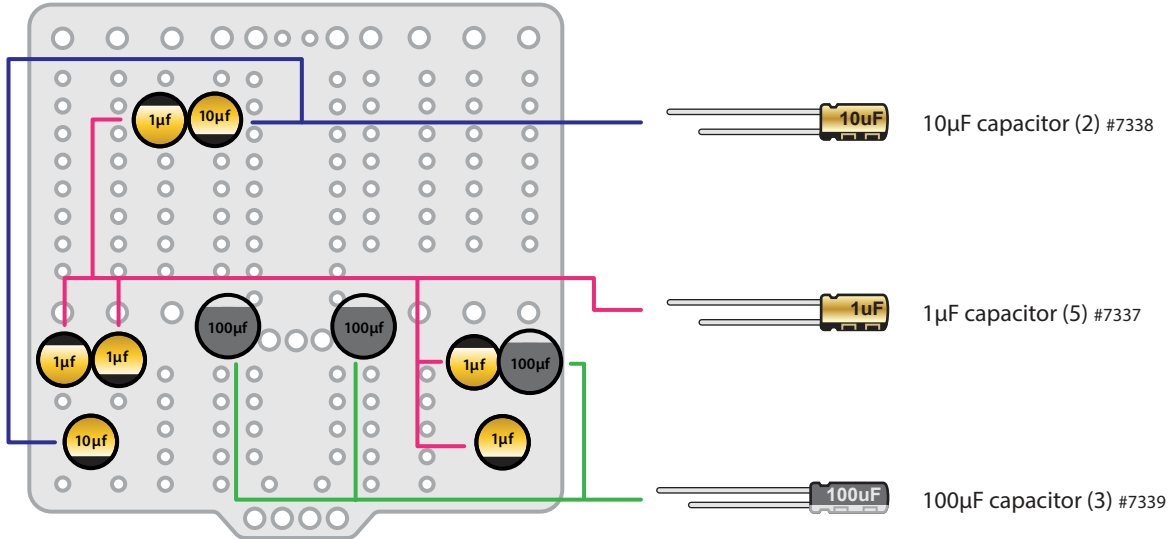 1µf
10µf
10uF
10µF capacitor (2) #7338
1uF
1µF capacitor (5) #7337
100µf
100µf
1µf
1µf
1µf
100µf
10µf
1µf
100uF
100µF capacitor (3) #7339